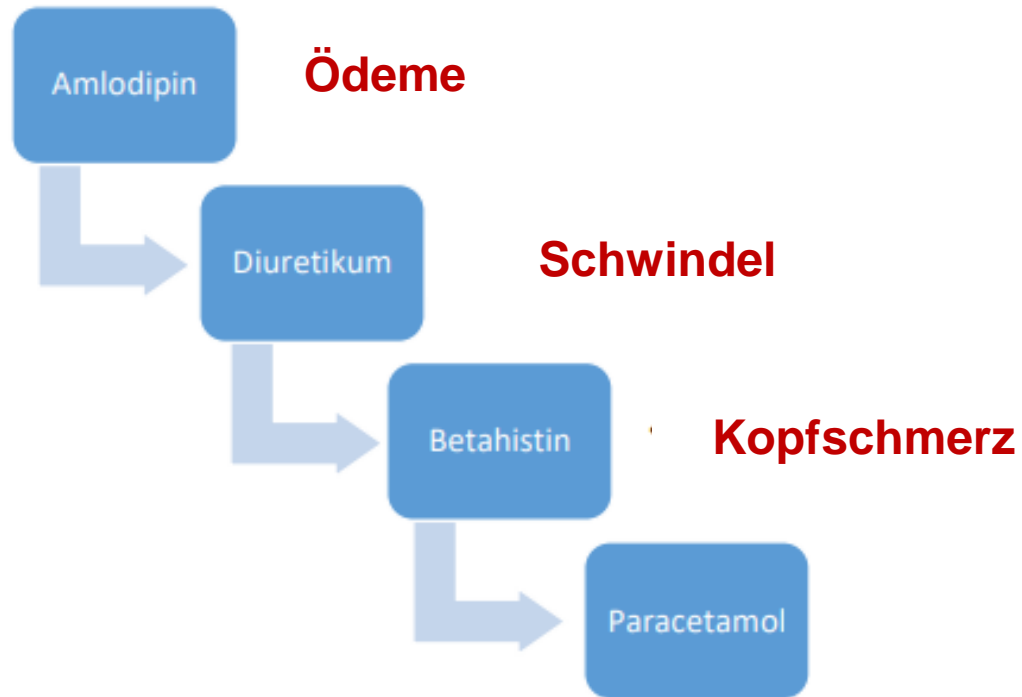 Amlodipin
Ödeme
Diuretikum
Schwindel
Betahistin
Kopfschmerz
Paracetamol